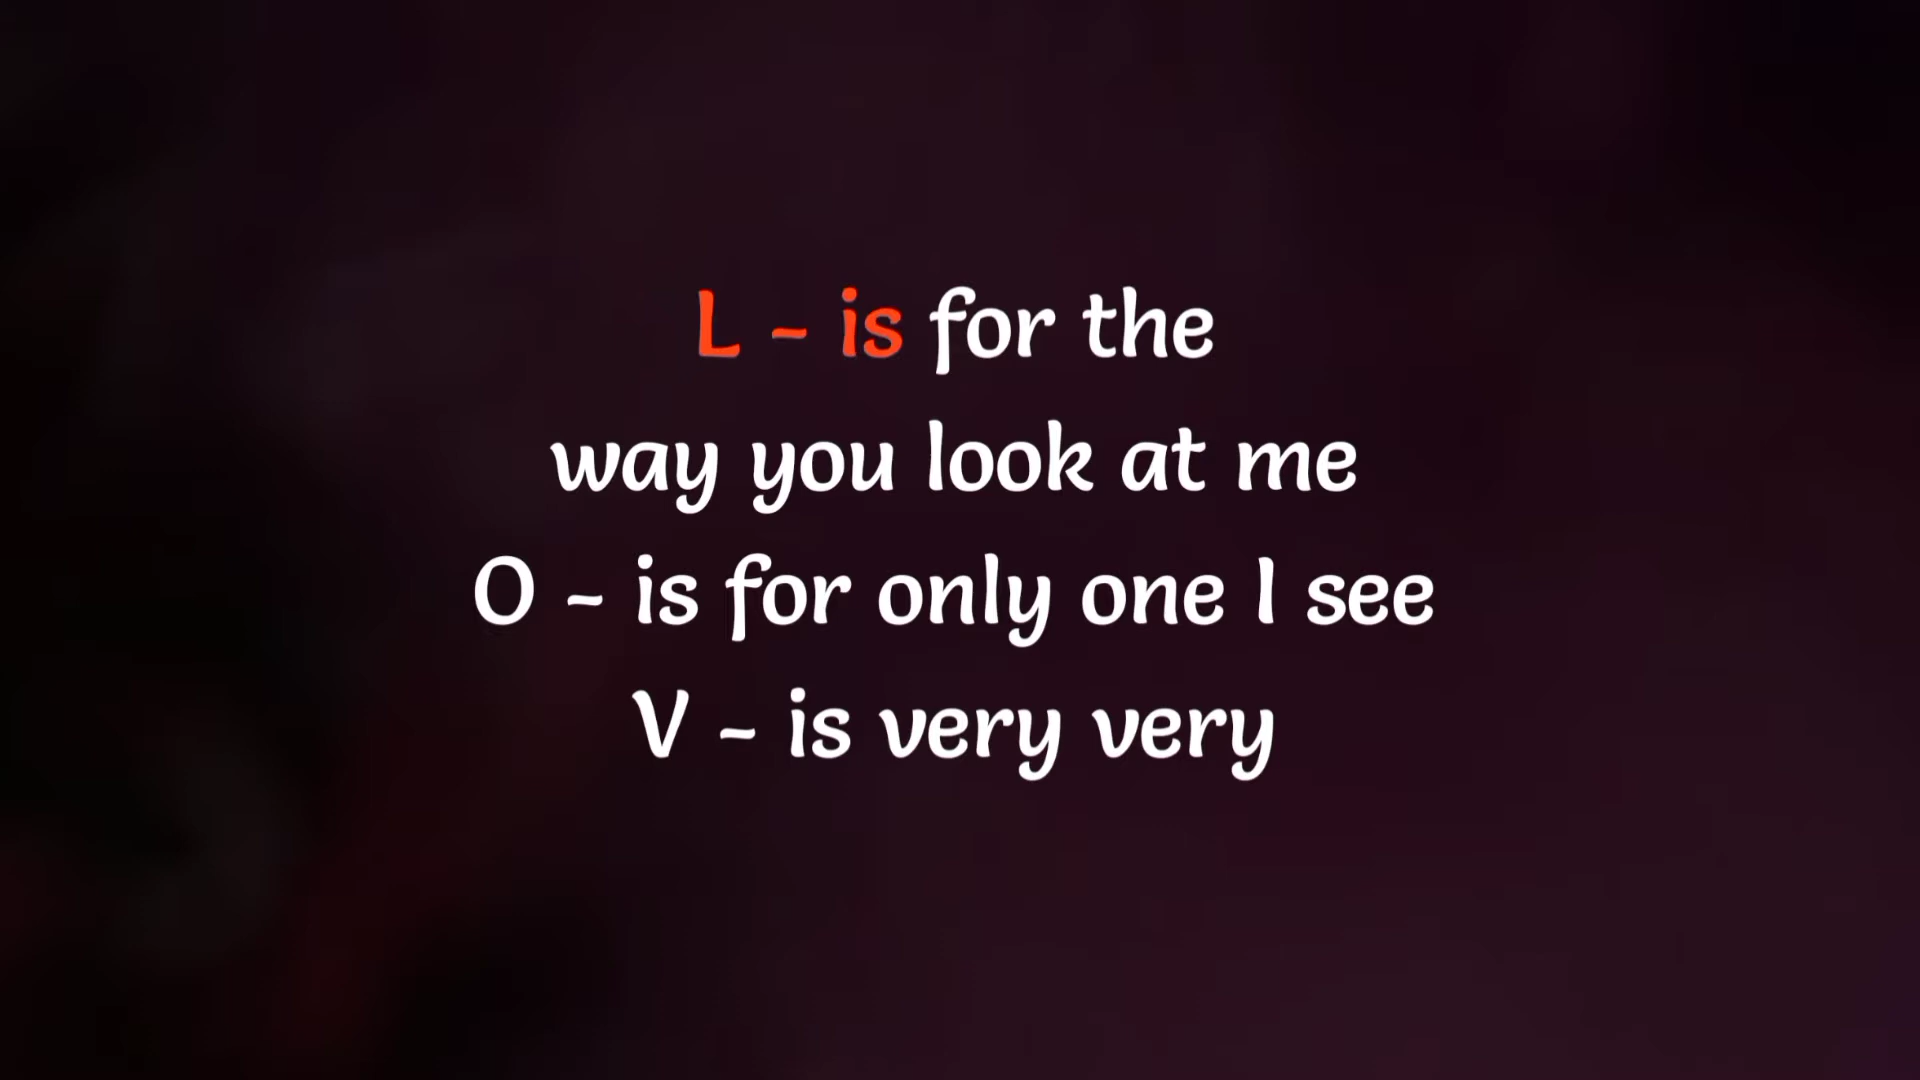 L - is for the
way you look at me
O - is for only one I see
V - is very very